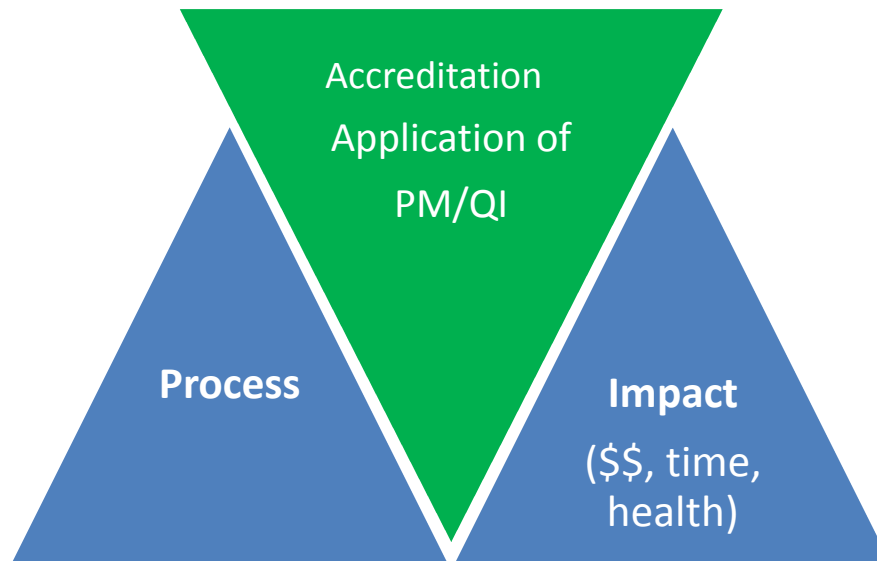 Accreditation
Application of
PM/QI
Process
Impact
($$, time,
health)